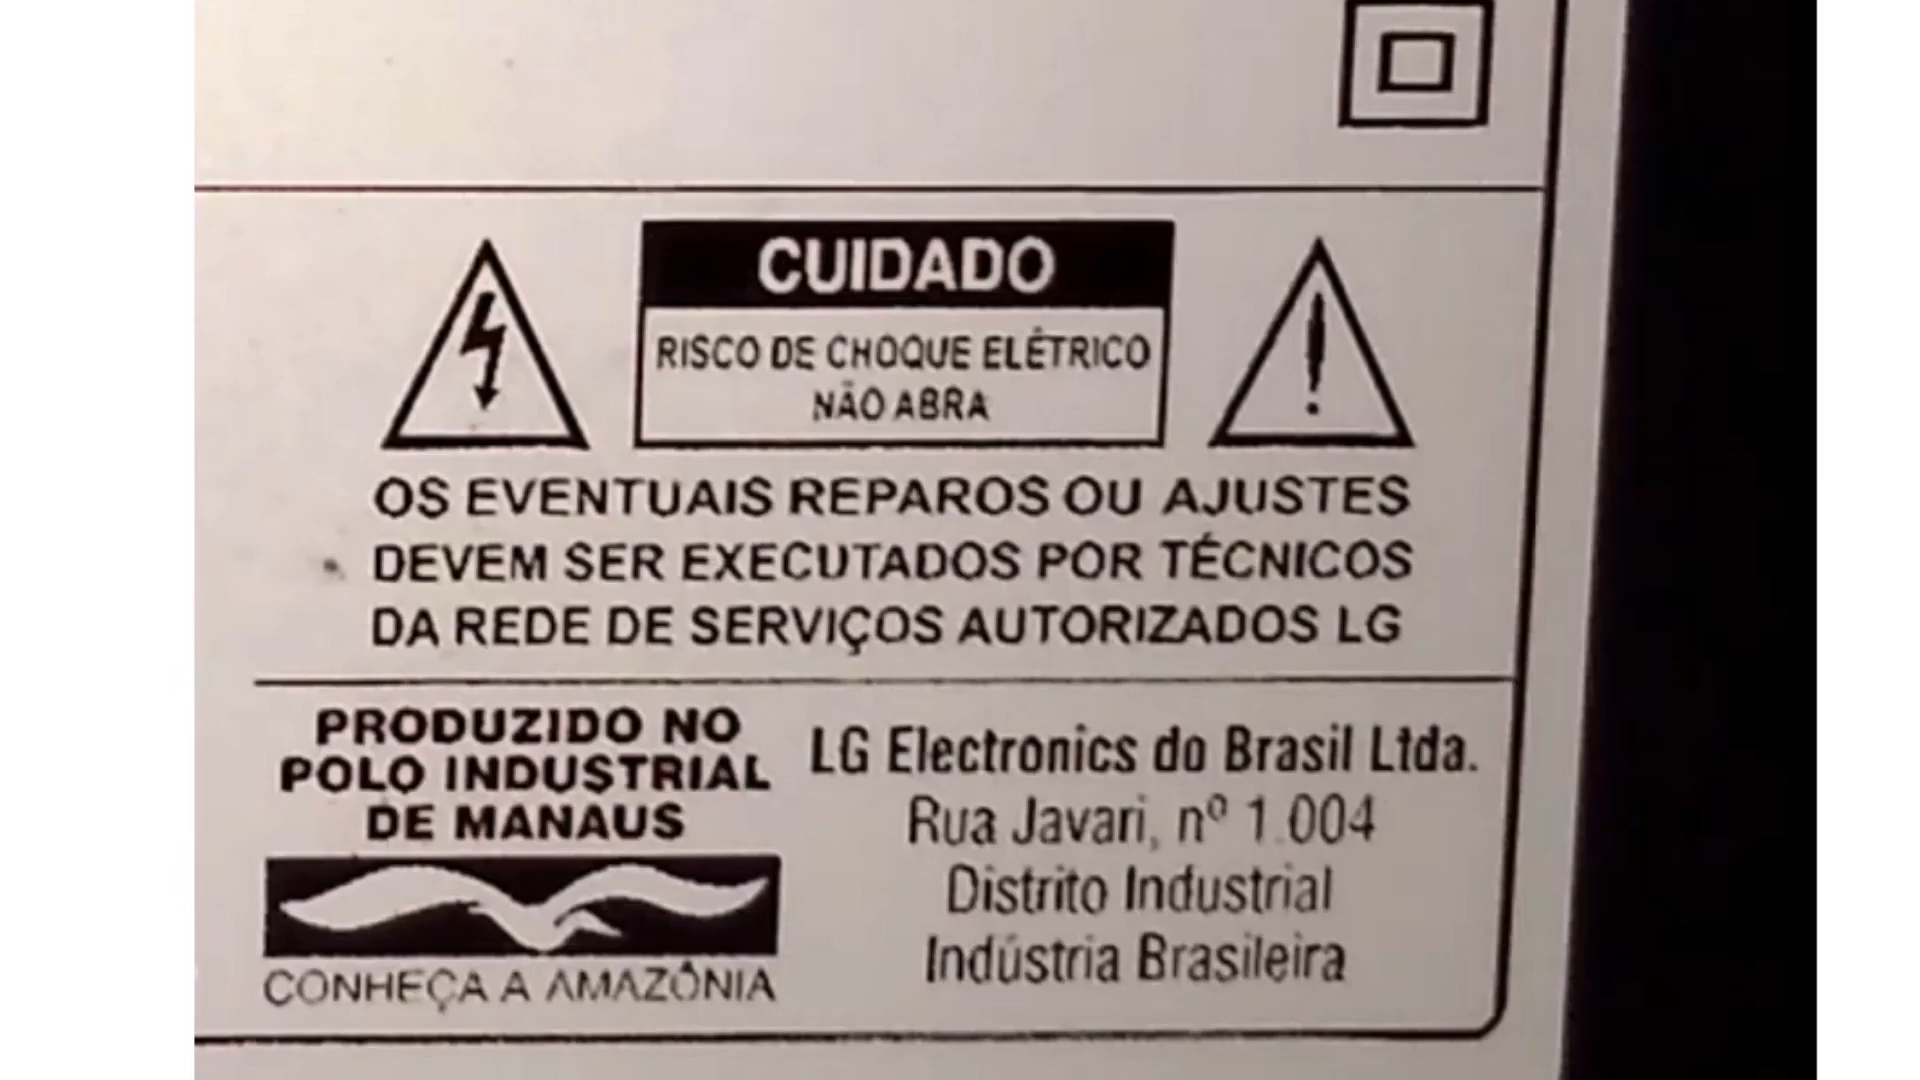 CUIDADO
RISCO DE CHOQUE ELÉTRICO
NÃO ABRA
OS EVENTUAIS REPAROS OU AJUSTES
DEVEM SER EXECUTADOS POR TÉCNICOS
DA REDE DE SERVIÇOS AUTORIZADOS LG
PRODUZIDO NO
POLO INDUSTRIAL
DE MANAUS
CONHEÇA A AMAZÔNIA
LG Electronics do Brasil Ltda.
Rua Javari, nº 1.004
Distrito Industrial
Indústria Brasileira